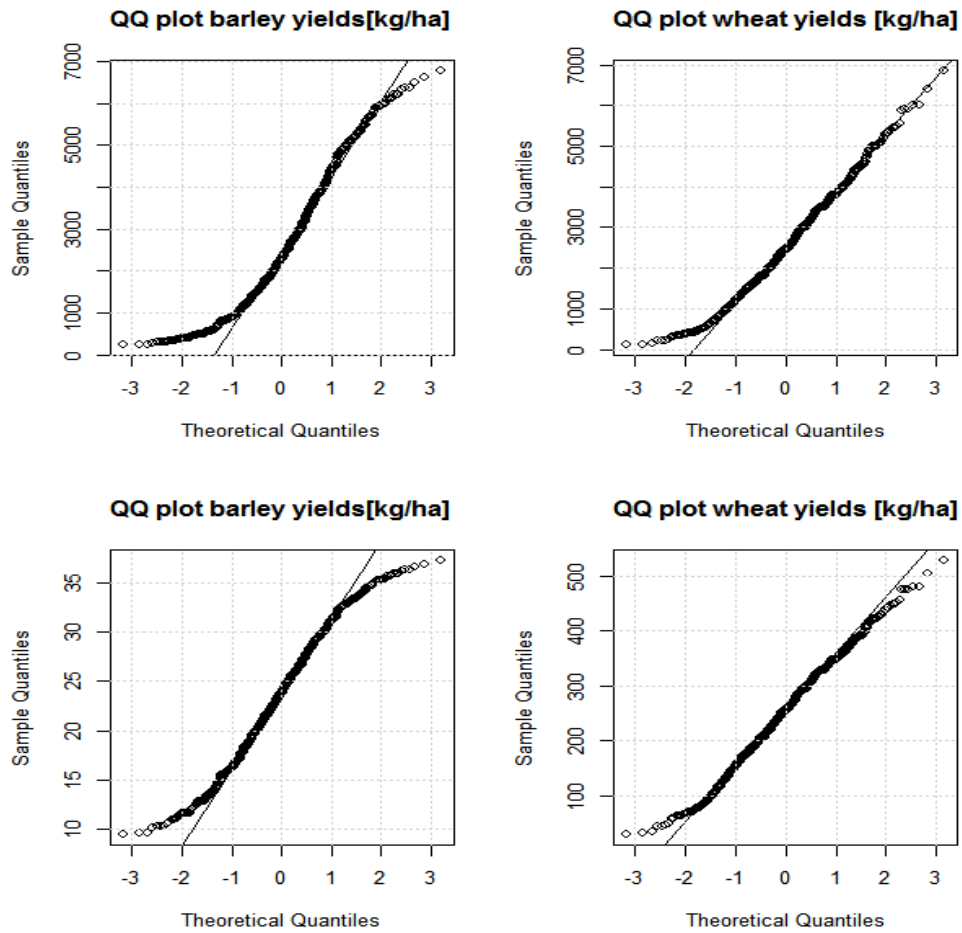 QQ plot barley yields[kg/ha]
QQ plot wheat yields [kg/ha]
Sample Quantiles
7000
5000
3000
1000
0
-3 -2 -1 0 1 2 3
Theoretical Quantiles
Sample Quantiles
7000
5000
3000
1000
0
-3 -2 -1 0 1 2 3
Theoretical Quantiles
QQ plot barley yields[kg/ha]
QQ plot wheat yields [kg/ha]
Sample Quantiles
35
30
25
20
15
10
-3 -2 -1 0 1 2 3
Theoretical Quantiles
Sample Quantiles
500
400
300
200
100
-3 -2 -1 0 1 2 3
Theoretical Quantiles